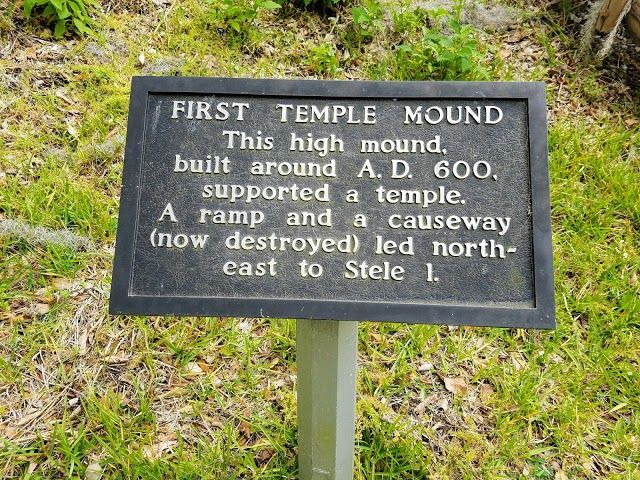 FIRST TEMPLE MOUND
This high mound,
built around A.D. 600,
supported a temple.
A ramp and a causeway
(now destroyed) led north-
east to Stele 1.